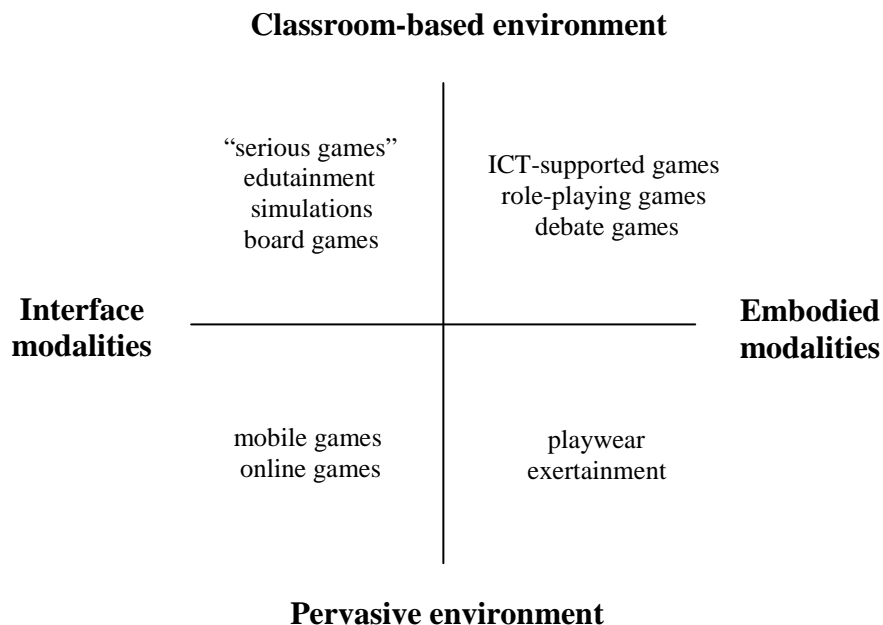 Classroom-based environment
“serious games”
edutainment
simulations
board games
ICT-supported games
role-playing games
debate games
Interface
modalities
Embodied
modalities
mobile games
online games
playwear
exertainment
Pervasive environment